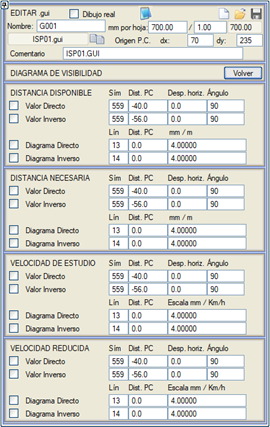 EDITAR gui Dibujo real
Nombre: G001 mm por hoja: 700.00 / 1.00 700.00
ISP01.gui Origen P.C. dx: 70 dy: 235
Comentario ISP01.GUI
DIAGRAMA DE VISIBILIDAD Volver
DISTANCIA DISPONIBLE Sím Dist. PC Desp. horiz. Ángulo
Valor Directo 559 -40.0 0.0 90
Valor Inverso 559 -56.0 0.0 90
Lín Dist. PC mm / m
Diagrama Directo 13 0.0 4.00000
Diagrama Inverso 14 0.0 4.00000
DISTANCIA NECESARIA Sím Dist. PC Desp. horiz. Ángulo
Valor Directo 559 -40.0 0.0 90
Valor Inverso 559 -56.0 0.0 90
Lín Dist. PC mm / m
Diagrama Directo 13 0.0 4.00000
Diagrama Inverso 14 0.0 4.00000
VELOCIDAD DE ESTUDIO Sím Dist. PC Desp. horiz. Ángulo
Valor Directo 559 -40.0 0.0 90
Valor Inverso 559 -56.0 0.0 90
Lín Dist. PC Escala mm / Km/h
Diagrama Directo 13 0.0 4.00000
Diagrama Inverso 14 0.0 4.00000
VELOCIDAD REDUCIDA Sím Dist. PC Desp. horiz. Ángulo
Valor Directo 559 -40.0 0.0 90
Valor Inverso 559 -56.0 0.0 90
Lín Dist. PC Escala mm / Km/h
Diagrama Directo 13 0.0 4.00000
Diagrama Inverso 14 0.0 4.00000